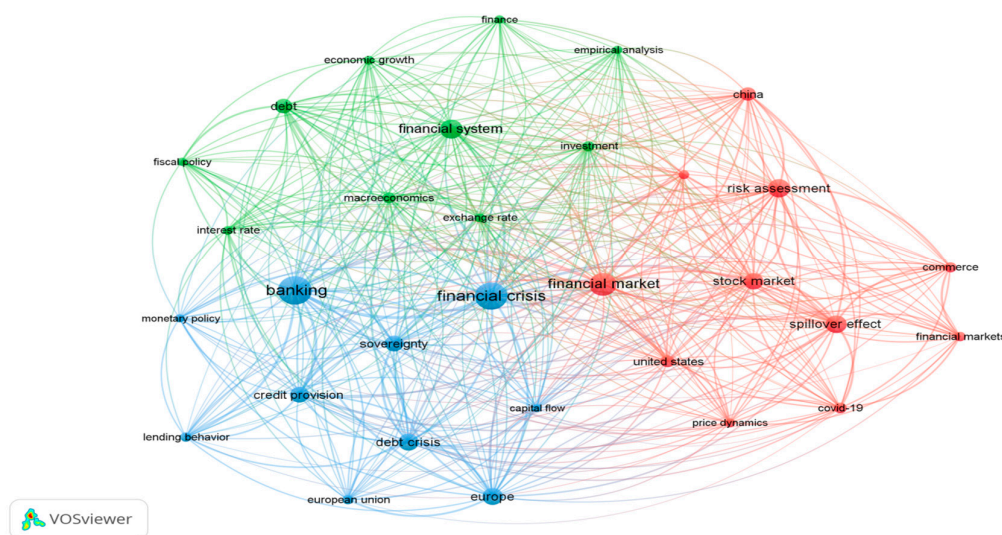 finance
empirical analysis
economic growth
china
debt
financial system
investment
fiscal policy
risk assessment
macroeconomics
exchange rate
interest rate
commerce
banking
financial crisis
financial market
stock market
monetary policy
spillover effect
financial markets
sovereignty
united states
credit provision
capital flow
covid-19
price dynamics
lending behavior
debt crisis
european union
europe
VOSviewer